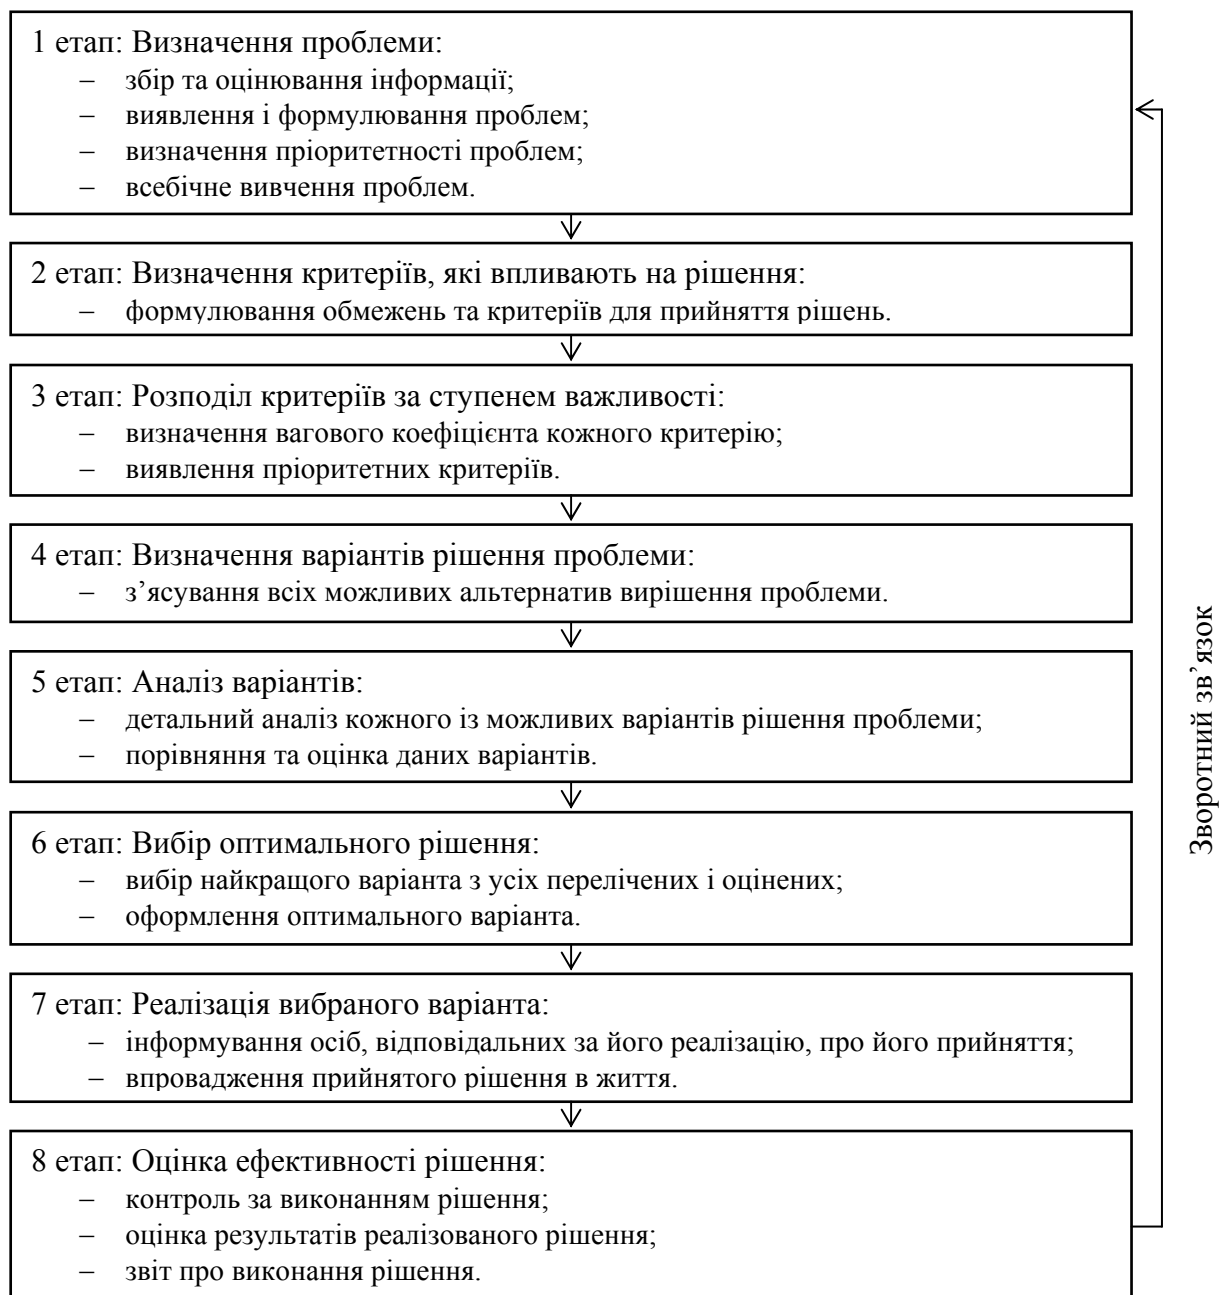 1 етап: Визначення проблеми:
– збір та оцінювання інформації;
– виявлення і формулювання проблем;
– визначення пріоритетності проблем;
– всебічне вивчення проблем.
2 етап: Визначення критеріїв, які впливають на рішення:
– формулювання обмежень та критеріїв для прийняття рішень.
3 етап: Розподіл критеріїв за ступенем важливості:
– визначення вагового коефіцієнта кожного критерію;
– виявлення пріоритетних критеріїв.
4 етап: Визначення варіантів рішення проблеми:
– з’ясування всіх можливих альтернатив вирішення проблеми.
5 етап: Аналіз варіантів:
– детальний аналіз кожного із можливих варіантів рішення проблеми;
– порівняння та оцінка даних варіантів.
6 етап: Вибір оптимального рішення:
– вибір найкращого варіанта з усіх перелічених і оцінених;
– оформлення оптимального варіанта.
7 етап: Реалізація вибраного варіанта:
– інформування осіб, відповідальних за його реалізацію, про його прийняття;
– впровадження прийнятого рішення в життя.
8 етап: Оцінка ефективності рішення:
– контроль за виконанням рішення;
– оцінка результатів реалізованого рішення;
– звіт про виконання рішення.
Зворотний зв’язок